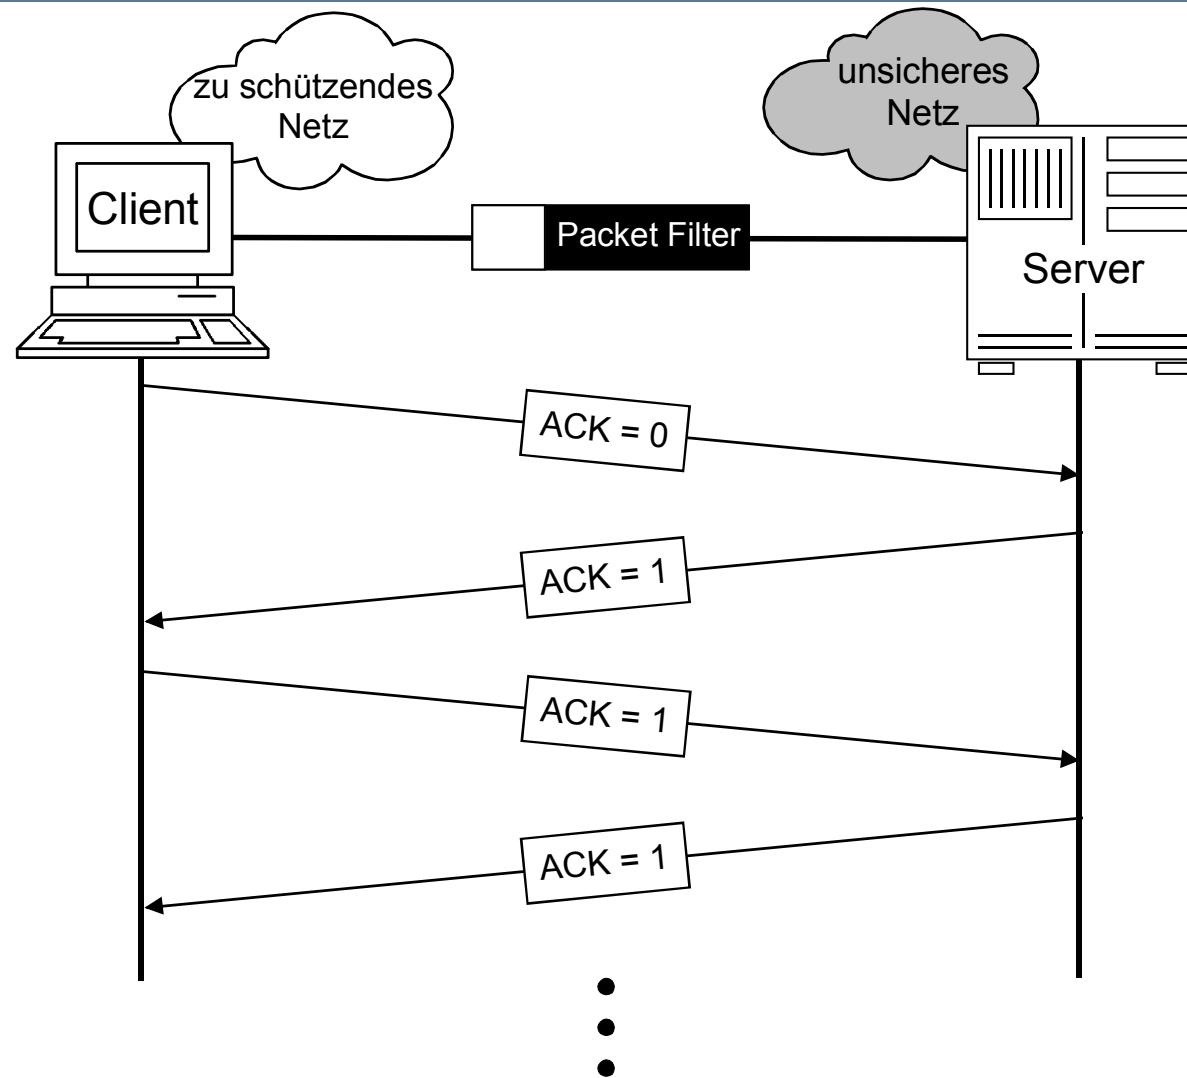 zu schützendes
Netz
unsicheres
Netz
Client
Packet Filter
Server
ACK = 0
ACK = 1
ACK = 1
ACK = 1